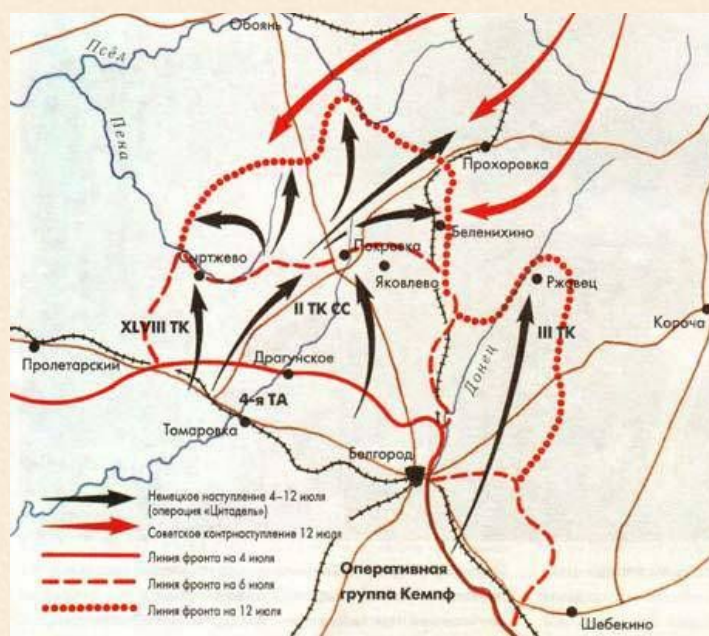 Обоянь
Псёл
Пена
Прохоровка
Сыртжево
Покровка
Беленихино
Яковлево
Ржавец
XLVIII ТК
II ТК СС
III ТК
Короча
Пролетарский
Драгунское
Донец
4-я ТА
Томаровка
Белгород
Немецкое наступление 4–12 июля
(операция «Цитадель»)
Советское контрнаступление 12 июля
Линия фронта на 4 июля
Линия фронта на 6 июля
Линия фронта на 12 июля
Оперативная
группа Кемпф
Шебекино